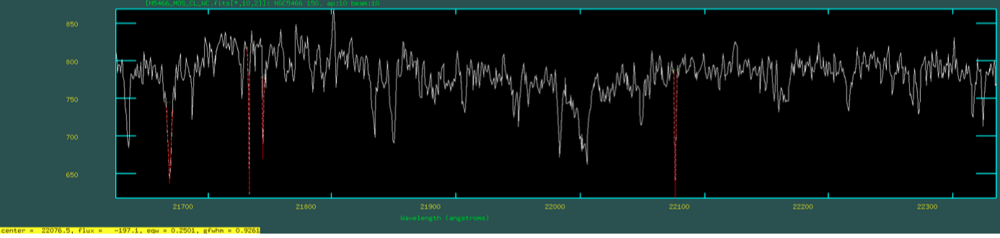 [N5466_MOS_CL_WC.fits[*,10,2]]: NGC5466 150. ap:10 beam:10
850
800
750
700
650
21700 21800 21900 22000 22100 22200 22300
Wavelength (angstroms)
center = 22076.5, flux = -197.1, eqw = 0.2501, gfwhm = 0.9261